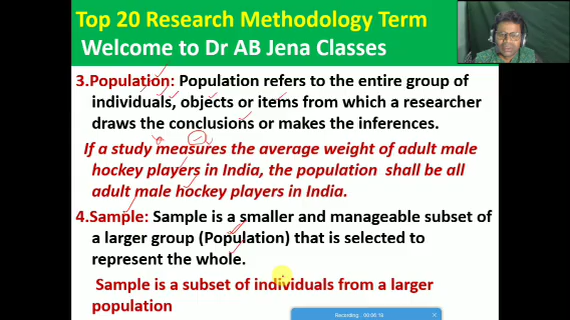 Top 20 Research Methodology Term
Welcome to Dr AB Jena Classes
3.Population: Population refers to the entire group of
individuals, objects or items from which a researcher
draws the conclusions or makes the inferences.
If a study measures the average weight of adult male
hockey players in India, the population shall be all
adult male hockey players in India.
4.Sample: Sample is a smaller and manageable subset of
a larger group (Population) that is selected to
represent the whole.
Sample is a subset of individuals from a larger
population
Recording... 00:06:16